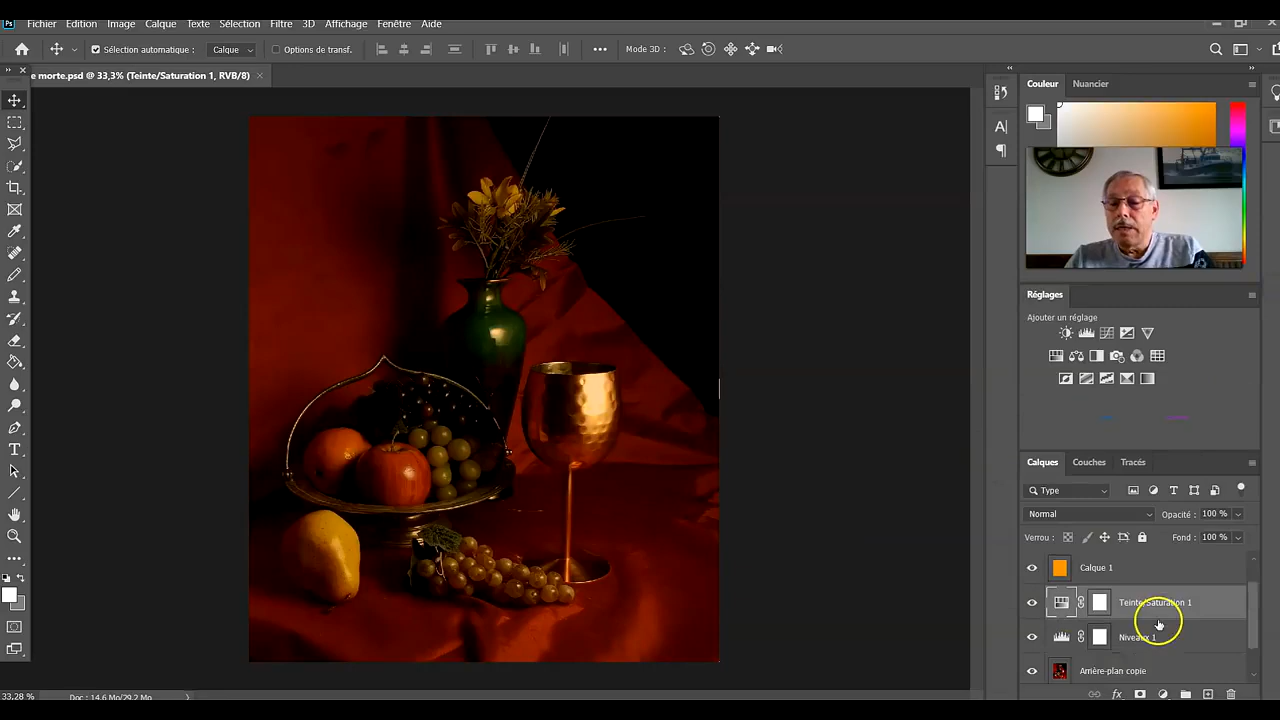 Ps Fichier Edition Image Calque Texte Sélection Filtre 3D Affichage Fenêtre Aide
Sélection automatique : Calque Options de transf. Mode 3D :
e morte.psd @ 33,3% (Teinte/Saturation 1, RVB/8)
Couleur Nuancier
Réglages
Ajouter un réglage
Calques Couches Tracés
Type
Normal Opacité : 100 %
Verrou : Fond : 100 %
Calque 1
Teinte/Saturation 1
Niveaux 1
Arrière-plan copie
33,28 % Doc : 14,6 Mo/29,2 Mo